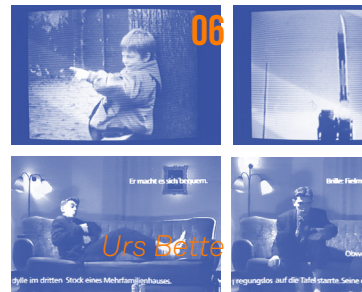 06
Er macht es sich bequem.
Brille: Fielm
Urs Bette
Obwo
dylle im dritten Stock eines Mehrfamilienhauses.
regungslos auf die Tafel starrte. Seine